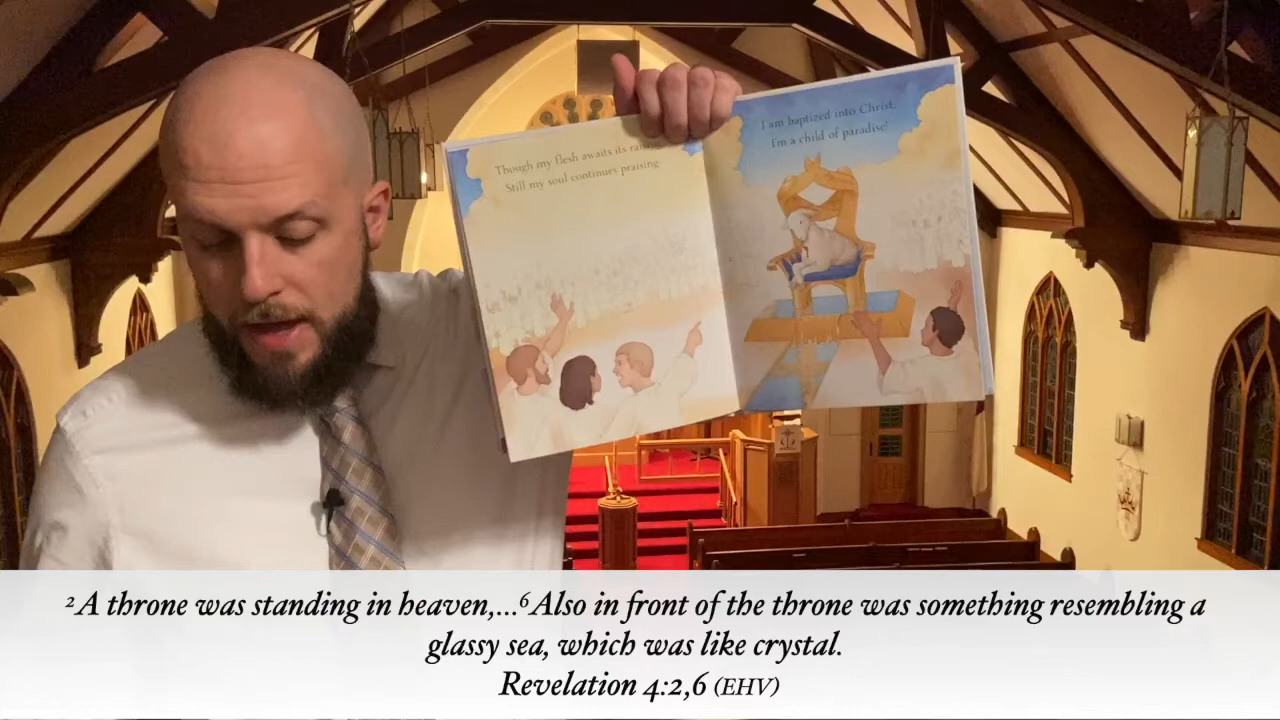 Though my flesh awaits its
Still my soul continues praising
I am baptized into Christ;
I'm a child of paradise!
²A throne was standing in heaven,...⁶Also in front of the throne was something resembling a
glassy sea, which was like crystal.
Revelation 4:2,6 (EHV)